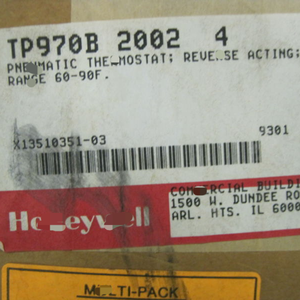 TP970B 2002 4
PNEUMATIC THERMOSTAT; REVERSE ACTING;
RANGE 60-90F.
X13510351-03
9301
Honeywell
COMMERCIAL BUILDI
1500 W. DUNDEE RO
ARL. HTS. IL 6000
MULTI-PACK